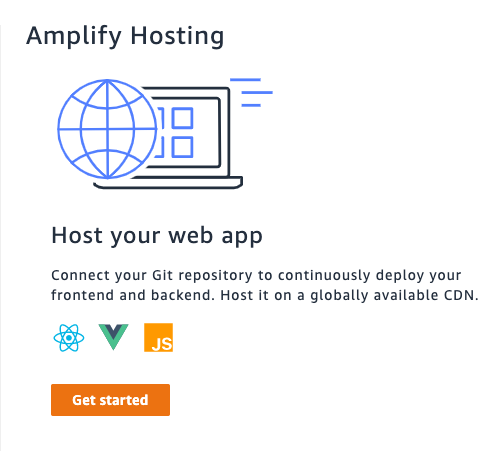 Amplify Hosting
Host your web app
Connect your Git repository to continuously deploy your
frontend and backend. Host it on a globally available CDN.
JS
Get started